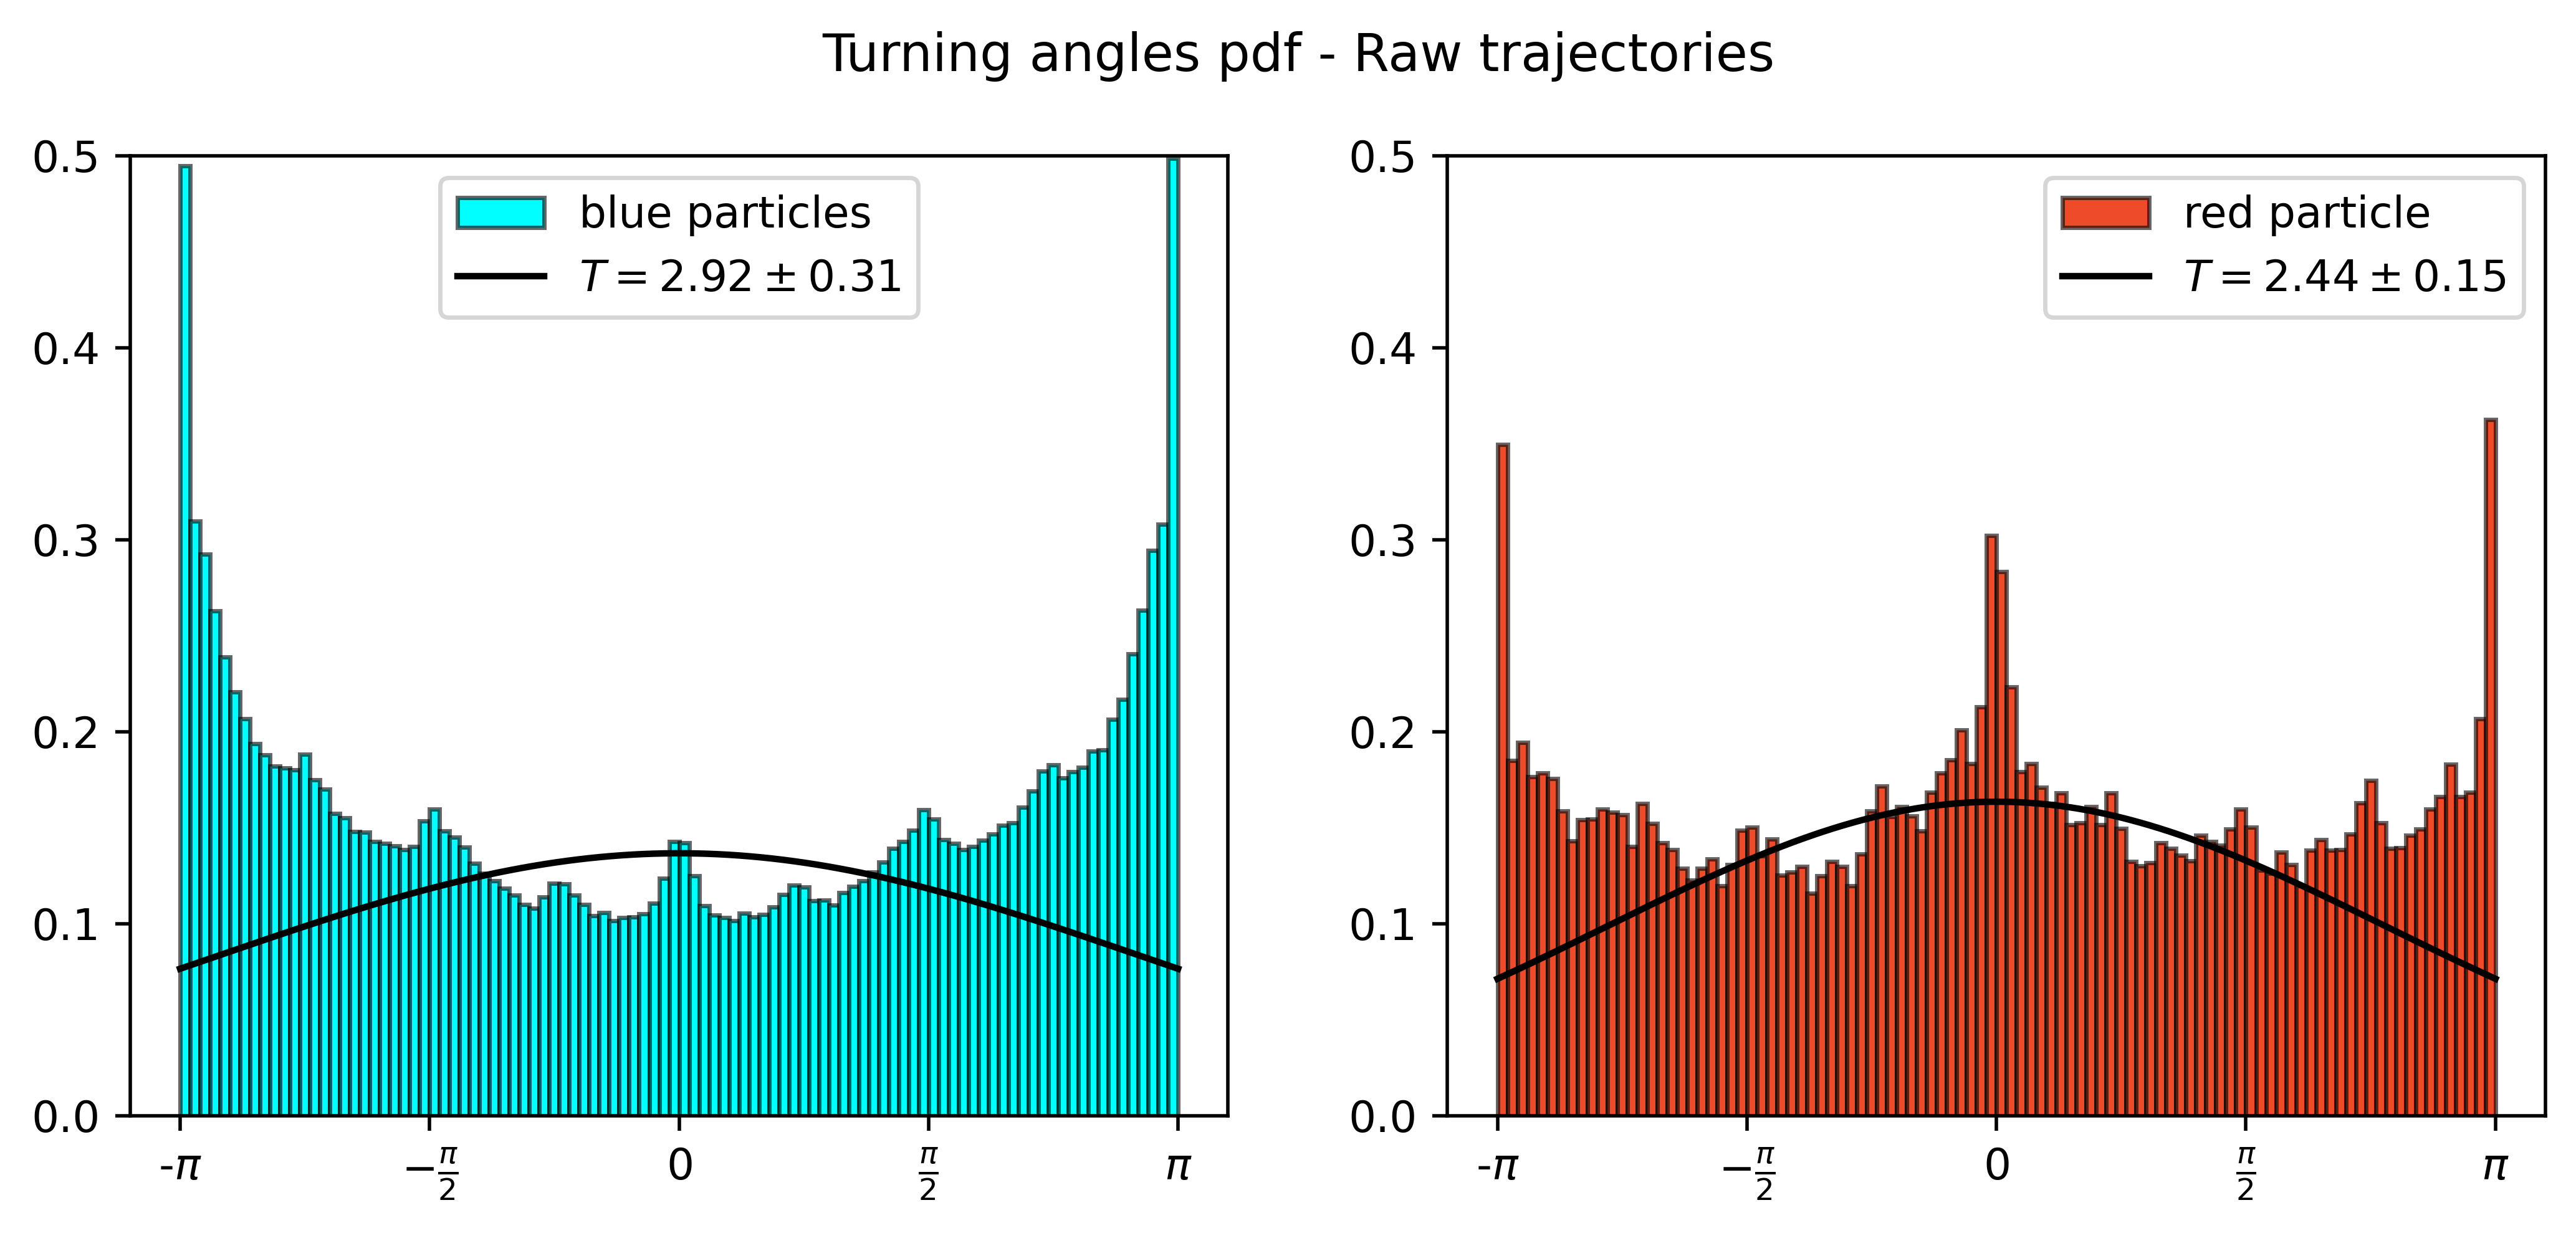 Turning angles pdf - Raw trajectories
0.5
0.4
0.3
0.2
0.1
0.0
-π
−π/2
0
π/2
π
blue particles
T = 2.92 ± 0.31
0.5
0.4
0.3
0.2
0.1
0.0
-π
−π/2
0
π/2
π
red particle
T = 2.44 ± 0.15